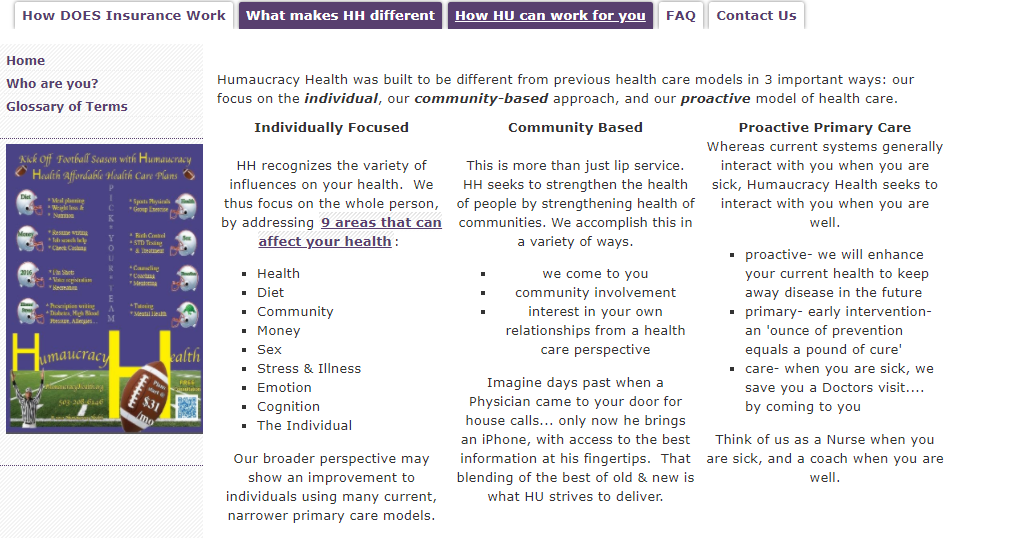 How DOES Insurance Work
What makes HH different
How HU can work for you
FAQ
Contact Us
Home
Who are you?
Glossary of Terms
Kick Off Football Season with Humaucracy
Health Affordable Health Care Plans
PICK*YOUR*TEAM
Diet
* Meal planning
* Weight loss &
Nutrition
Money
* Resume writing
* Job search help
* Check Cashing
2016
* Flu Shots
* Voter registration
* Recreation
* Prescription writing
* Diabetes, High Blood
Pressure, Allergies...
* Sports Physicals
* Group Exercise
Health
* Birth Control
* STD Testing
& Treatment
Sex
* Counseling
* Coaching
* Mentoring
* Tutoring
* Mental Health
Humaucracy Health
Plans
start @
$31
/mo
Humaucracy Health was built to be different from previous health care models in 3 important ways: our
focus on the individual, our community-based approach, and our proactive model of health care.
Individually Focused
HH recognizes the variety of
influences on your health. We
thus focus on the whole person,
by addressing 9 areas that can
affect your health :
▪ Health
▪ Diet
▪ Community
▪ Money
▪ Sex
▪ Stress & Illness
▪ Emotion
▪ Cognition
▪ The Individual
Our broader perspective may
show an improvement to
individuals using many current,
narrower primary care models.
Community Based
This is more than just lip service.
HH seeks to strengthen the health
of people by strengthening health of
communities. We accomplish this in
a variety of ways.
▪ we come to you
▪ community involvement
▪ interest in your own
relationships from a health
care perspective
Imagine days past when a
Physician came to your door for
house calls... only now he brings
an iPhone, with access to the best
information at his fingertips. That
blending of the best of old & new is
what HU strives to deliver.
Proactive Primary Care
Whereas current systems generally
interact with you when you are
sick, Humaucracy Health seeks to
interact with you when you are
well.
▪ proactive- we will enhance
your current health to keep
away disease in the future
▪ primary- early intervention-
an 'ounce of prevention
equals a pound of cure'
▪ care- when you are sick, we
save you a Doctors visit....
by coming to you
Think of us as a Nurse when you
are sick, and a coach when you are
well.